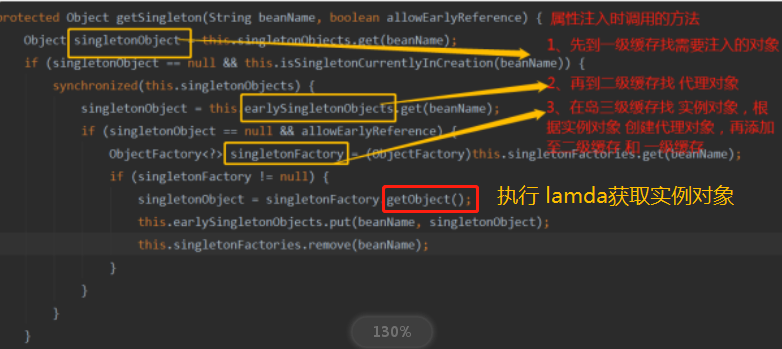 protected Object getSingleton(String beanName, boolean allowEarlyReference) { 属性注入时调用的方法
Object singletonObject = this.singletonObjects.get(beanName);
1、先到一级缓存找需要注入的对象
if (singletonObject == null && this.isSingletonCurrentlyInCreation(beanName)) {
synchronized(this.singletonObjects) {
2、再到二级缓存找 代理对象
singletonObject = this.earlySingletonObjects.get(beanName);
3、在岛三级缓存找 实例对象，根
if (singletonObject == null && allowEarlyReference) {
据实例对象 创建代理对象，再添加
ObjectFactory<?> singletonFactory = (ObjectFactory)this.singletonFactories.get(beanName);
至二级缓存 和 一级缓存
if (singletonFactory != null) {
singletonObject = singletonFactory.getObject(); 执行 lamda获取实例对象
this.earlySingletonObjects.put(beanName, singletonObject);
this.singletonFactories.remove(beanName);
}
}
}
}
130%